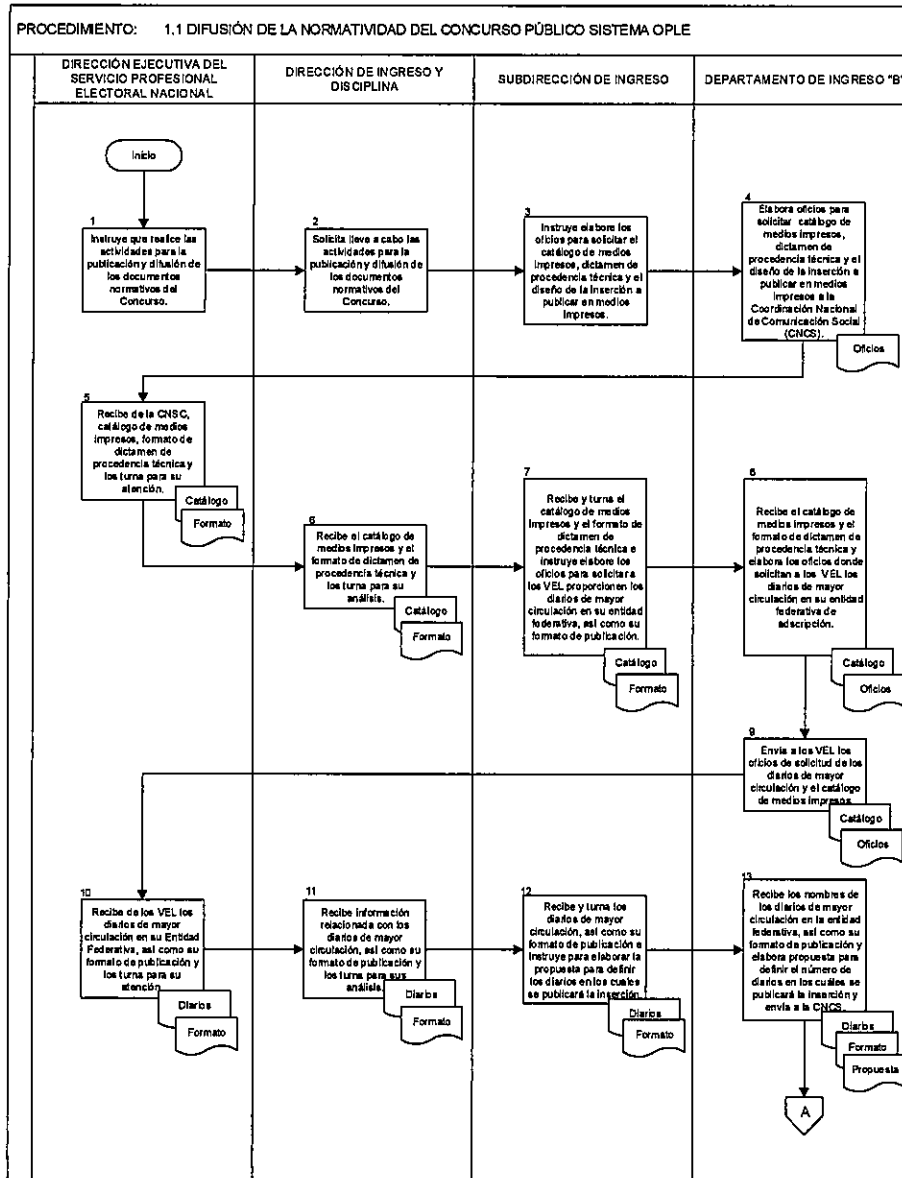 PROCEDIMIENTO: 1.1 DIFUSIÓN DE LA NORMATIVIDAD DEL CONCURSO PÚBLICO SISTEMA OPLE
DIRECCIÓN EJECUTIVA DEL
SERVICIO PROFESIONAL
ELECTORAL NACIONAL
DIRECCIÓN DE INGRESO Y
DISCIPLINA
SUBDIRECCIÓN DE INGRESO
DEPARTAMENTO DE INGRESO "B"
Inicio
1
Instruye que realice las
actividades para la
publicación y difusión de
los documentos
normativos del
Concurso.
2
Solicita lleve a cabo las
actividades para la
publicación y difusión de
los documentos
normativos del
Concurso.
3
Instruye elabore los
oficios para solicitar el
catálogo de medios
impresos, dictamen de
procedencia técnica y el
diseño de la inserción a
publicar en medios
impresos.
4
Elabora oficios para
solicitar catálogo de
medios impresos,
dictamen de
procedencia técnica y el
diseño de la inserción a
publicar en medios
impresos a la
Coordinación Nacional
de Comunicación Social
(CNCS).
Oficios
5
Recibe de la CNSC,
catálogo de medios
impresos, formato de
dictamen de
procedencia técnica y
los turna para su
atención.
Catálogo
Formato
6
Recibe el catálogo de
medios impresos y el
formato de dictamen de
procedencia técnica y
los turna para su
análisis.
Catálogo
Formato
7
Recibe y turna el
catálogo de medios
impresos y el formato de
dictamen de
procedencia técnica e
instruye elabore los
oficios para solicitar a
los VEL proporcionen los
diarios de mayor
circulación en su entidad
federativa, así como su
formato de publicación.
Catálogo
Formato
8
Recibe el catálogo de
medios impresos y el
formato de dictamen de
procedencia técnica y
elabora los oficios donde
solicitan a los VEL los
diarios de mayor
circulación en su entidad
federativa de
adscripción.
Catálogo
Oficios
9
Envía a los VEL los
oficios de solicitud de los
diarios de mayor
circulación y el catálogo
de medios impresos.
Catálogo
Oficios
10
Recibe de los VEL los
diarios de mayor
circulación en su Entidad
Federativa, así como su
formato de publicación y
los turna para su
atención.
Diarios
Formato
11
Recibe información
relacionada con los
diarios de mayor
circulación, así como su
formato de publicación y
los turna para sus
análisis.
Diarios
Formato
12
Recibe y turna los
diarios de mayor
circulación, así como su
formato de publicación e
instruye para elaborar la
propuesta para definir
los diarios en los cuales
se publicará la inserción.
Diarios
Formato
13
Recibe los nombres de
los diarios de mayor
circulación en la entidad
federativa, así como su
formato de publicación y
elabora propuesta para
definir el número de
diarios en los cuáles se
publicará la inserción y
envía a la CNCS.
Diarios
Formato
Propuesta
A